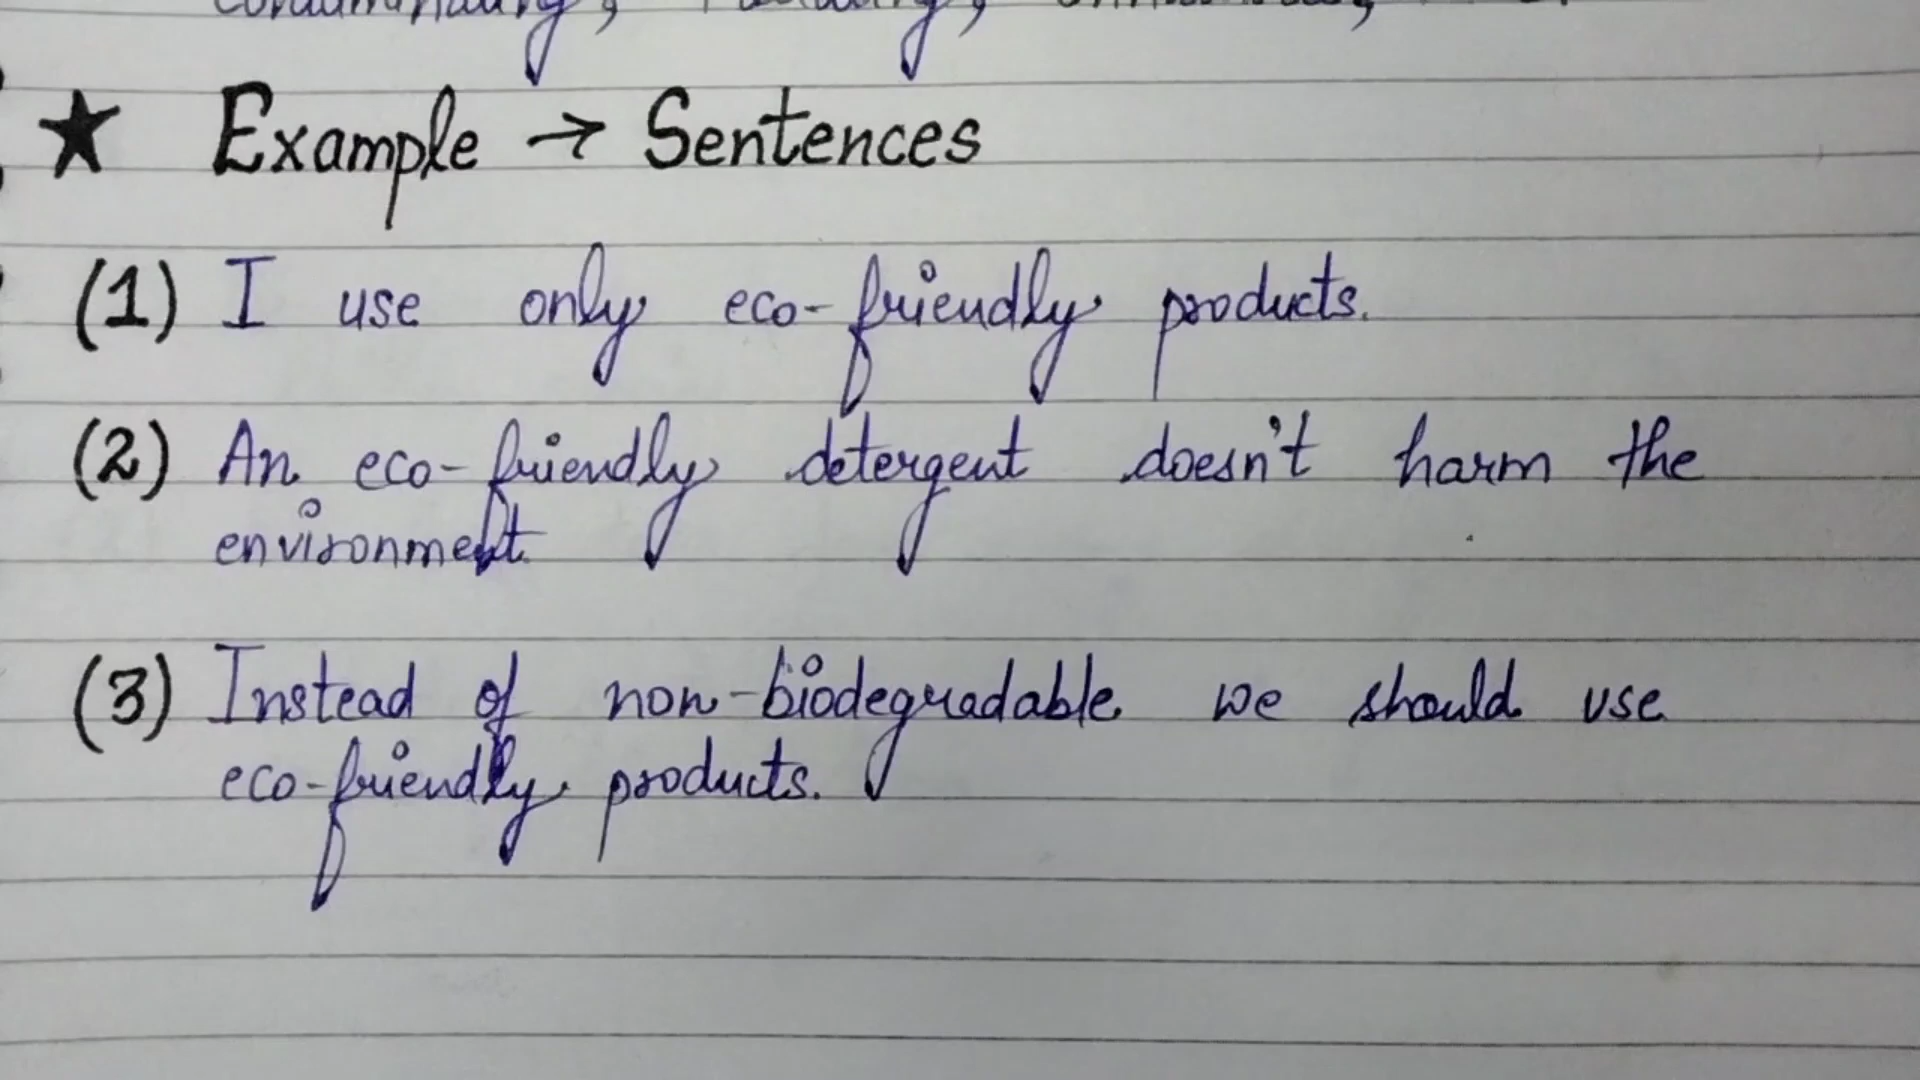 ★ Example → Sentences
(1) I use only eco-friendly products.
(2) An eco-friendly detergent doesn't harm the
environment.
(3) Instead of non-biodegradable we should use
eco-friendly products.